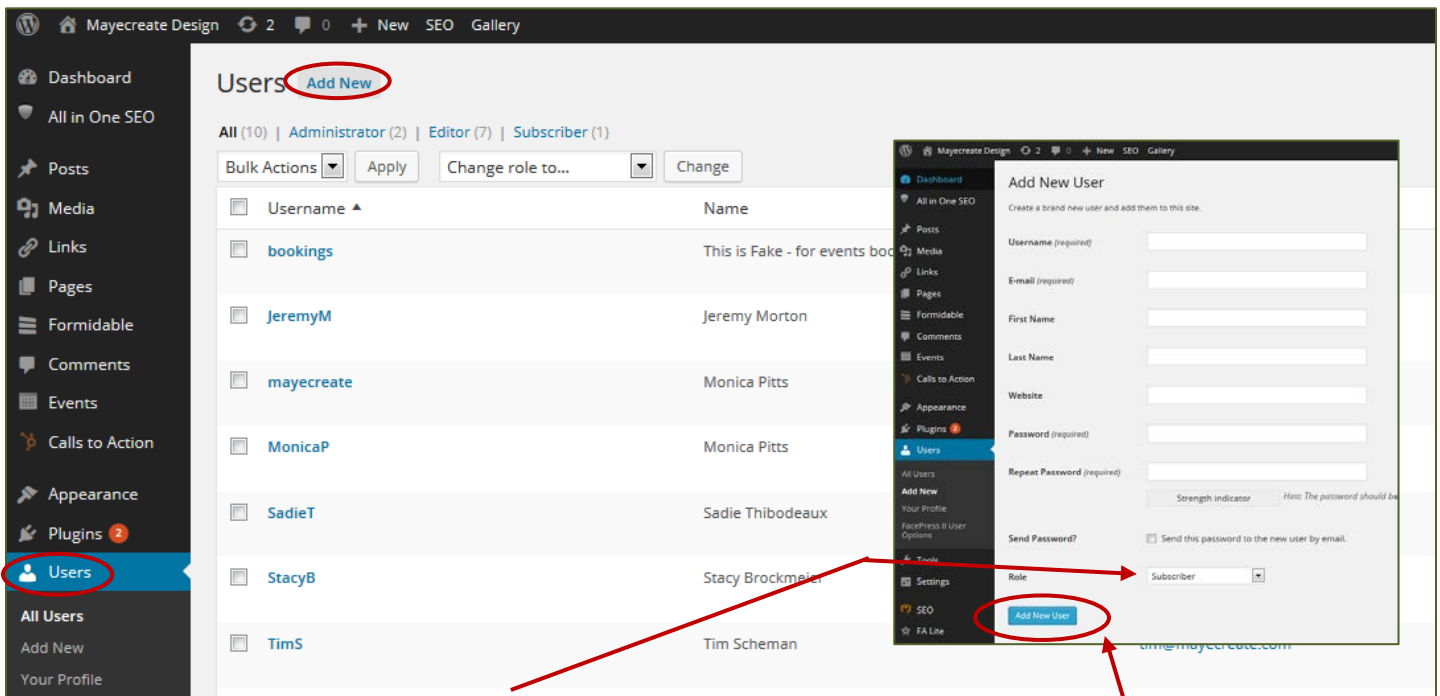 Mayecreate Design 2 0 + New SEO Gallery
Dashboard
All in One SEO
Posts
Media
Links
Pages
Formidable
Comments
Events
Calls to Action
Appearance
Plugins 2
Users
All Users
Add New
Your Profile
Users Add New
All (10) | Administrator (2) | Editor (7) | Subscriber (1)
Bulk Actions Apply Change role to... Change
Username Name
bookings This is Fake - for events boo
JeremyM Jeremy Morton
mayecreate Monica Pitts
MonicaP Monica Pitts
SadieT Sadie Thibodeaux
StacyB Stacy Brockmeier
TimS Tim Scheman tim@mayecreate.com
Mayecreate Design 2 0 + New SEO Gallery
Dashboard
All in One SEO
Posts
Media
Links
Pages
Formidable
Comments
Events
Calls to Action
Appearance
Plugins 2
Users
All Users
Add New
Your Profile
FacePress II User
Options
Tools
Settings
SEO
FA Lite
Add New User
Create a brand new user and add them to this site.
Username (required)
E-mail (required)
First Name
Last Name
Website
Password (required)
Repeat Password (required)
Strength indicator Hint: The password should be
Send Password? Send this password to the new user by email.
Role Subscriber
Add New User